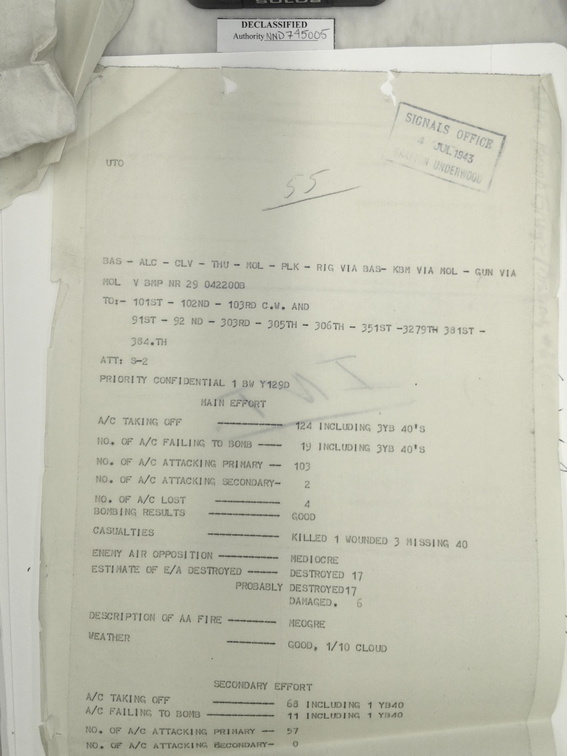 DECLASSIFIED
Authority NND745005
SIGNALS OFFICE
4 JUL 1943
UNDERWOOD
UTO
55
BAS - ALC - CLV - THU - MOL - PLK - RIG VIA BAS- KBM VIA MOL - GUN VIA
MOL V BMP NR 29 042200B
TO:- 101ST - 102ND - 103RD C.W. AND
91ST - 92 ND - 303RD - 305TH - 306TH - 351ST -3279TH 381ST -
384.TH
ATT: S-2
PRIORITY CONFIDENTIAL 1 BW Y129D
INT
MAIN EFFORT
A/C TAKING OFF ---------- 124 INCLUDING 3YB 40'S
NO. OF A/C FAILING TO BOMB ---- 19 INCLUDING 3YB 40'S
NO. OF A/C ATTACKING PRIMARY -- 103
NO. OF A/C ATTACKING SECONDARY- 2
NO. OF A/C LOST ---------- 4
BOMBING RESULTS ---------- GOOD
CASUALTIES ---------- KILLED 1 WOUNDED 3 MISSING 40
ENEMY AIR OPPOSITION --------- MEDIOCRE
ESTIMATE OF E/A DESTROYED ----- DESTROYED 17
PROBABLY DESTROYED17
DAMAGED. 6
DESCRIPTION OF AA FIRE -------- MEOGRE
WEATHER -------- GOOD, 1/10 CLOUD
SECONDARY EFFORT
A/C TAKING OFF -------- 68 INCLUDING 1 YB40
A/C FAILING TO BOMB -------- 11 INCLUDING 1 YB40
NO. OF A/C ATTACKING PRIMARY -- 57
NO. OF A/C ATTACKING SECONDARY- 0